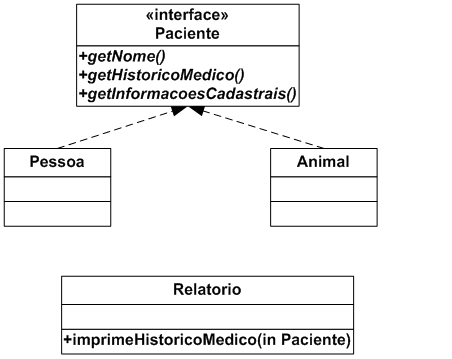 «interface»
Paciente
+getNome()
+getHistoricoMedico()
+getInformacoesCadastrais()
Pessoa
Animal
Relatorio
+imprimeHistoricoMedico(in Paciente)